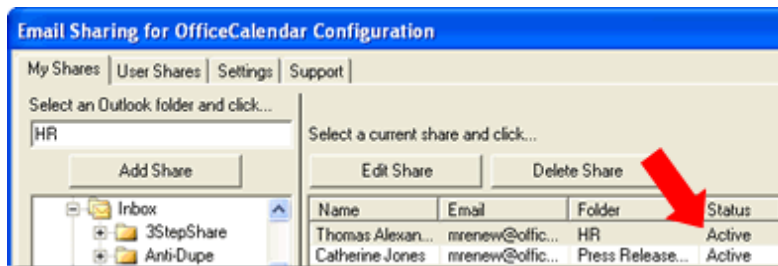 Email Sharing for OfficeCalendar Configuration
My Shares User Shares Settings Support
Select an Outlook folder and click...
HR
Add Share
Inbox
3StepShare
Anti-Dupe
Select a current share and click...
Edit Share Delete Share
Name Email Folder Status
Thomas Alexan... mrenew@offic... HR Active
Catherine Jones mrenew@offic... Press Release... Active